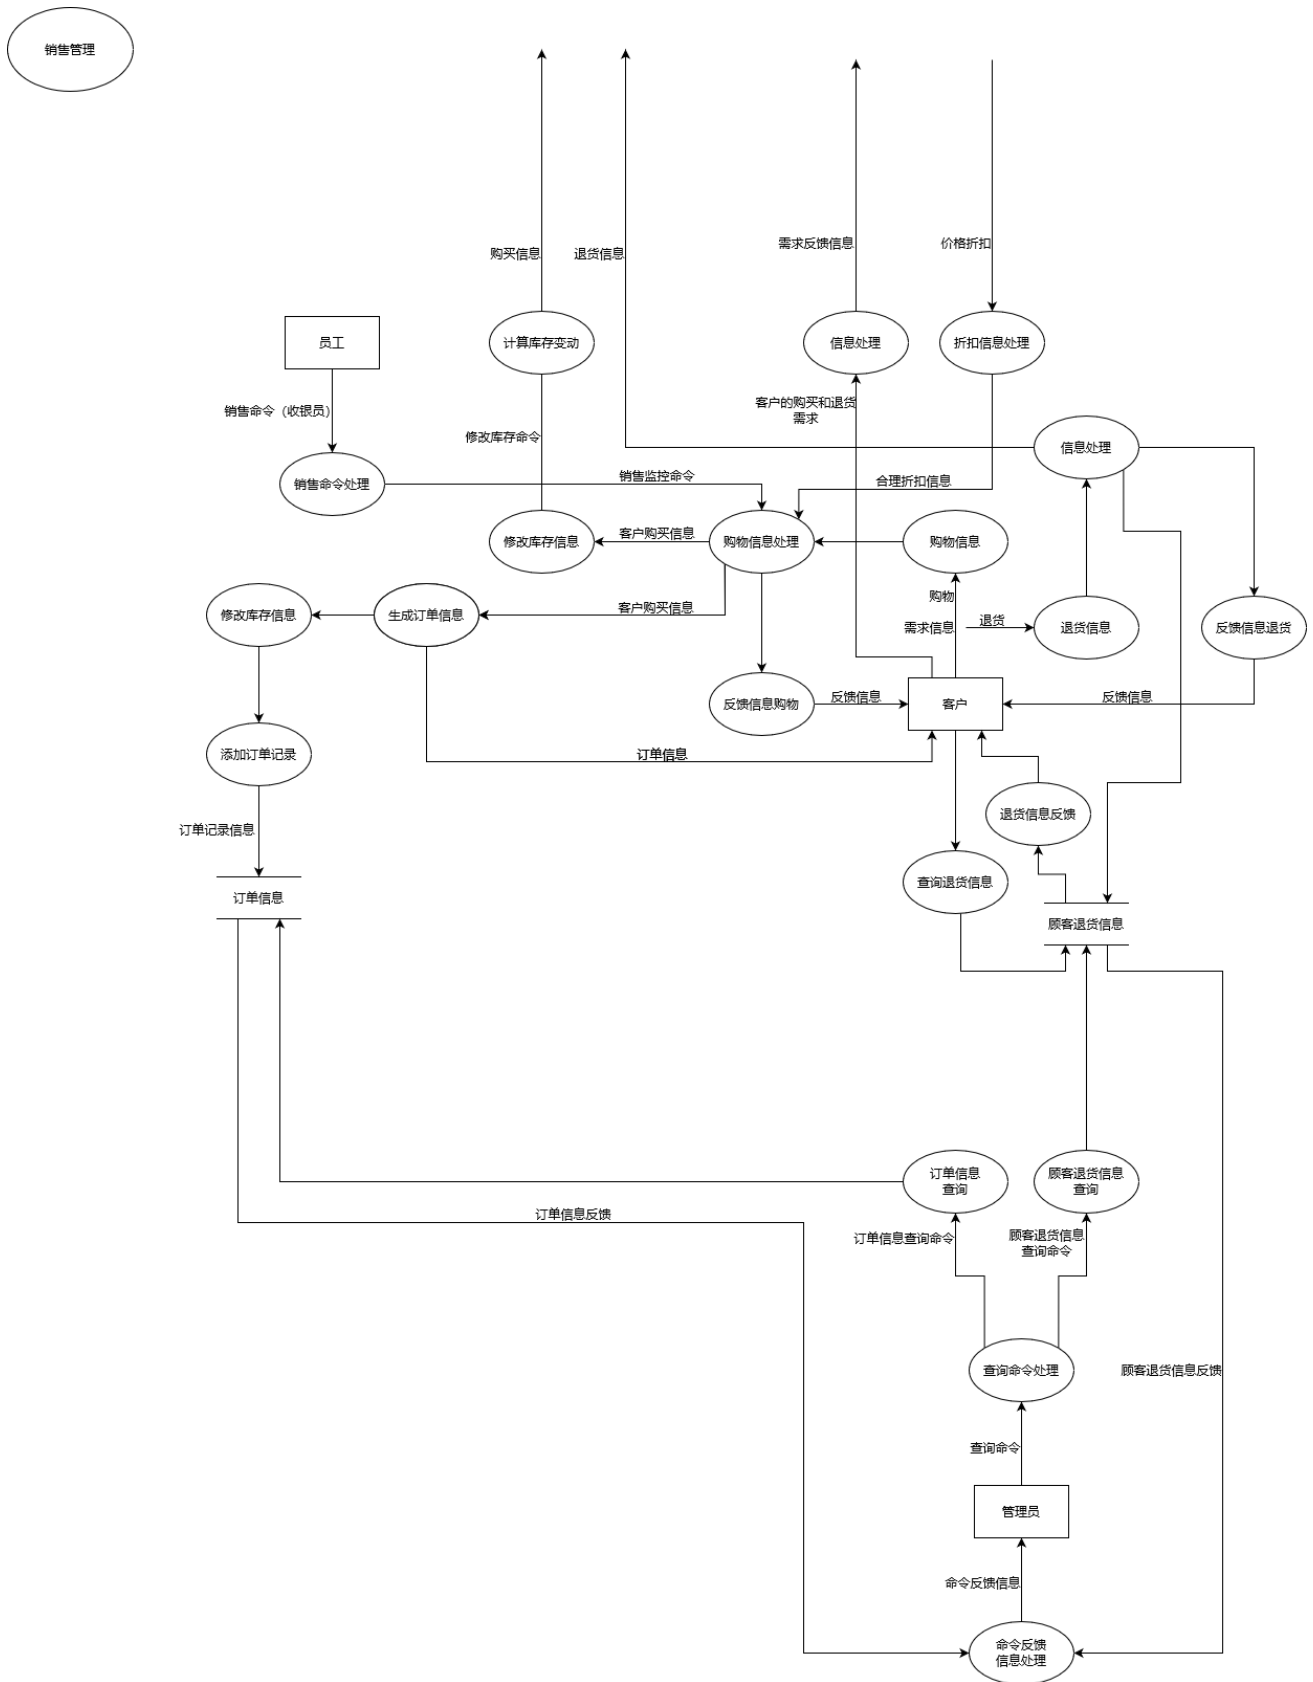 销售管理
购买信息
退货信息
需求反馈信息
价格折扣
员工
计算库存变动
信息处理
折扣信息处理
销售命令（收银员）
客户的购买和退货
需求
修改库存命令
信息处理
销售命令处理
销售监控命令
合理折扣信息
修改库存信息
客户购买信息
购物信息处理
购物信息
修改库存信息
生成订单信息
客户购买信息
购物
需求信息
退货
退货信息
反馈信息退货
反馈信息购物
反馈信息
客户
反馈信息
添加订单记录
订单信息
退货信息反馈
订单记录信息
查询退货信息
订单信息
顾客退货信息
订单信息
查询
顾客退货信息
查询
订单信息反馈
订单信息查询命令
顾客退货信息
查询命令
查询命令处理
顾客退货信息反馈
查询命令
管理员
命令反馈信息
命令反馈
信息处理